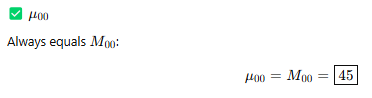 ✅ μ₀₀
Always equals M₀₀:
μ₀₀ = M₀₀ = 45